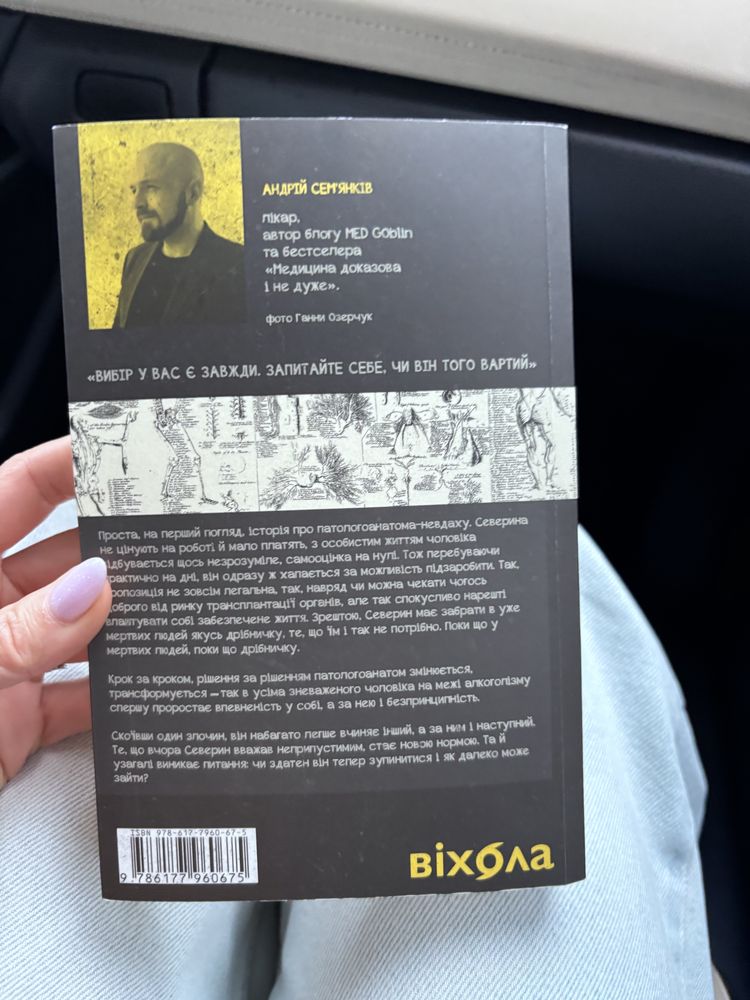 АНДРІЙ СЕМ'ЯНКІВ
лікар,
автор блогу MED GOblin
та бестселера
«Медицина доказова
і не дуже».
фото Ганни Озерчук
«ВИБІР У ВАС Є ЗАВЖДИ. ЗАПИТАЙТЕ СЕБЕ, ЧИ ВІН ТОГО ВАРТИЙ»
Проста, на перший погляд, історія про патологоанатома-невдаху. Северина
не цінують на роботі й мало платять, з особистим життям чоловіка
відбувається щось незрозуміле, самооцінка на нулі. Тож перебуваючи
практично на дні, він одразу ж хапається за можливість підзаробити. Так,
пропозиція не зовсім легальна, так, навряд чи можна чекати чогось
доброго від ринку трансплантації органів, але так спокусливо нарешті
влаштувати собі забезпечене життя. Зрештою, Северин має забрати в уже
мертвих людей якусь дрібничку, те, що їм і так не потрібно. Поки що у
мертвих людей, поки що дрібничку.
Крок за кроком, рішення за рішенням патологоанатом змінюється,
трансформується — так в усіма зневаженого чоловіка на межі алкоголізму
спершу проростає впевненість у собі, а за нею і безпринципність.
Скоївши один злочин, він набагато легше вчиняє інший, а за ним і наступний.
Те, що вчора Северин вважав неприпустимим, стає новою нормою. Та й
узагалі виникає питання: чи здатен він тепер зупинитися і як далеко може
зайти?
ISBN 978-617-7960-67-5
9 786177 960675
віхола